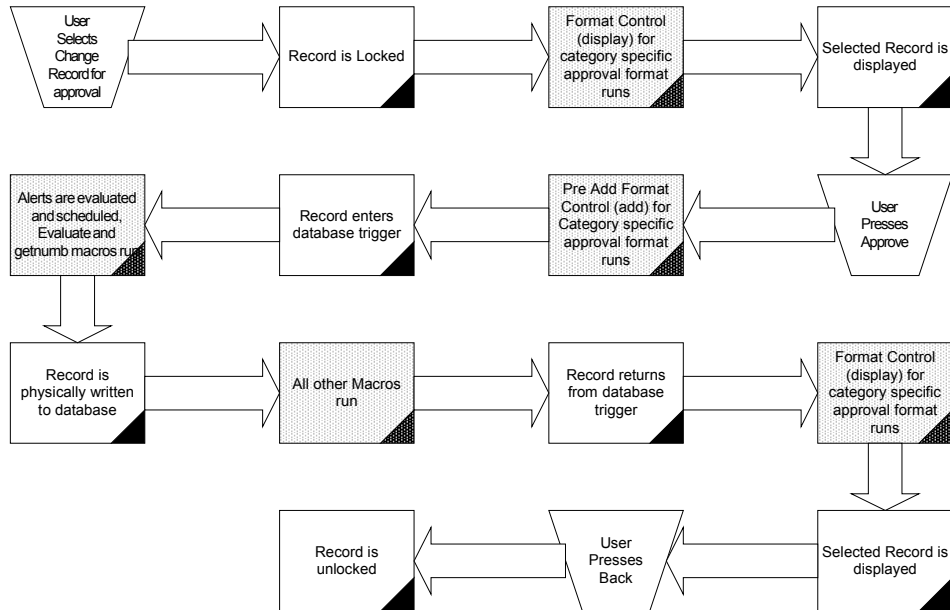 User
Selects
Change
Record for
approval
Record is Locked
Format Control
(display) for
category specific
approval format
runs
Selected Record is
displayed
User
Presses
Approve
Pre Add Format
Control (add) for
Category specific
approval format
runs
Record enters
database trigger
Alerts are evaluated
and scheduled,
Evaluate and
getnumb macros run
Record is
physically written
to database
All other Macros
run
Record returns
from database
trigger
Format Control
(display) for
category specific
approval format
runs
Selected Record is
displayed
User
Presses
Back
Record is
unlocked